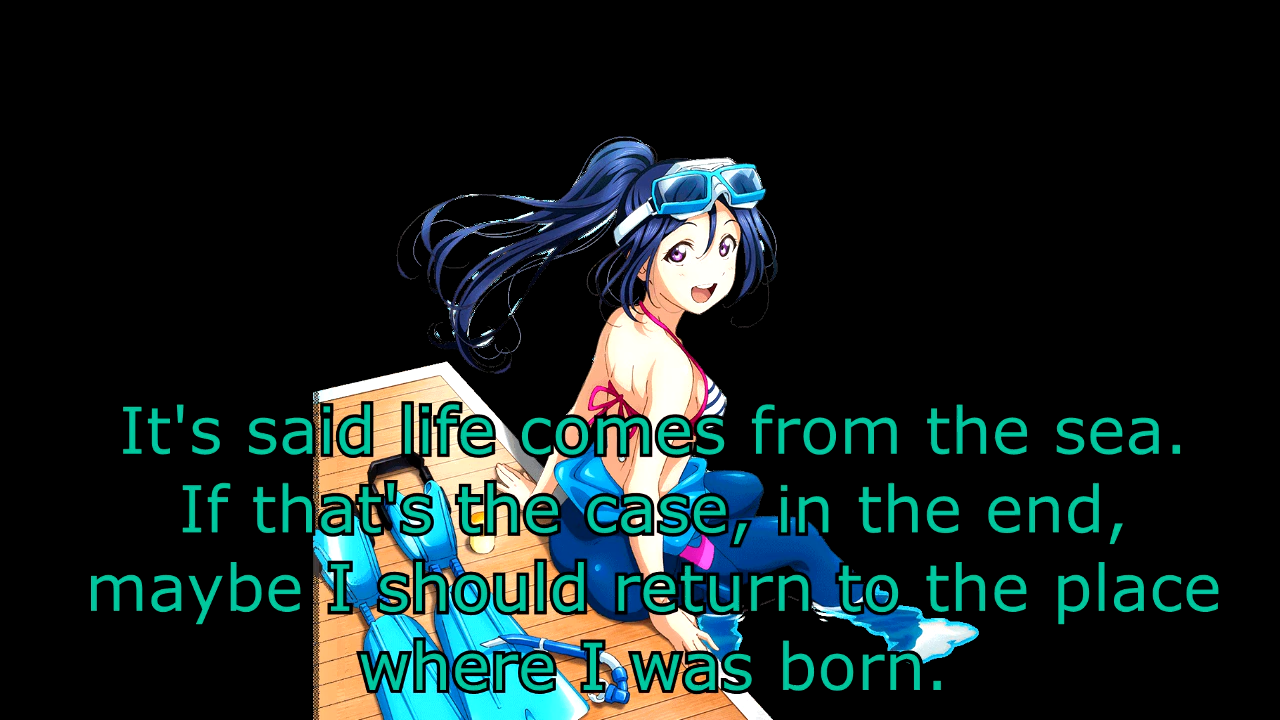 It's said life comes from the sea.
If that's the case, in the end,
maybe I should return to the place
where I was born.